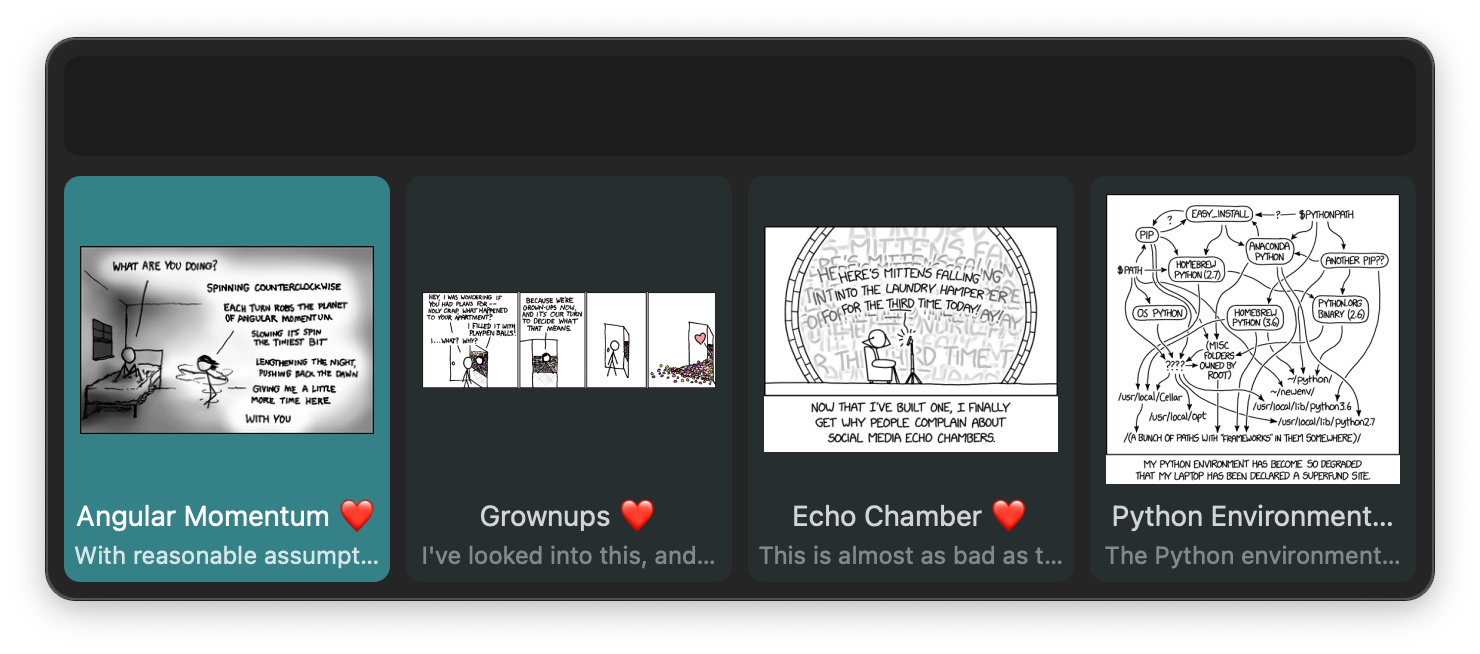 WHAT ARE YOU DOING?
SPINNING COUNTERCLOCKWISE
EACH TURN ROBS THE PLANET
OF ANGULAR MOMENTUM
SLOWING ITS SPIN
THE TINIEST BIT
LENGTHENING THE NIGHT,
PUSHING BACK THE DAWN
GIVING ME A LITTLE
MORE TIME HERE
WITH YOU
Angular Momentum ❤️
With reasonable assumpt...
HEY, I WAS WONDERING IF
YOU HAD PLANS FOR--
HOLY CRAP, WHAT HAPPENED
TO YOUR APARTMENT?
I FILLED IT WITH
PLAYPEN BALLS!
I...WHAT? WHY?
BECAUSE WE'RE
GROWN-UPS NOW,
AND IT'S OUR TURN
TO DECIDE WHAT
THAT MEANS.
Grownups ❤️
I've looked into this, and...
HERE'S MITTENS FALLING
INTO THE LAUNDRY HAMPER
FOR THE THIRD TIME TODAY!
NOW THAT I'VE BUILT ONE, I FINALLY
GET WHY PEOPLE COMPLAIN ABOUT
SOCIAL MEDIA ECHO CHAMBERS.
Echo Chamber ❤️
This is almost as bad as t...
EASY_INSTALL
?
$PYTHONPATH
?
PIP
ANACONDA
PYTHON
ANOTHER PIP??
HOMEBREW
PYTHON (2.7)
$PATH
OS PYTHON
HOMEBREW
PYTHON (3.6)
PYTHON.ORG
BINARY (2.6)
(MISC
FOLDERS
OWNED BY
ROOT)
????
~/python/
~/newenv/
/usr/local/Cellar
/usr/local/lib/python3.6
/usr/local/opt
/usr/local/lib/python2.7
/(A BUNCH OF PATHS WITH "FRAMEWORKS" IN THEM SOMEWHERE)/
MY PYTHON ENVIRONMENT HAS BECOME SO DEGRADED
THAT MY LAPTOP HAS BEEN DECLARED A SUPERFUND SITE.
Python Environment...
The Python environment...